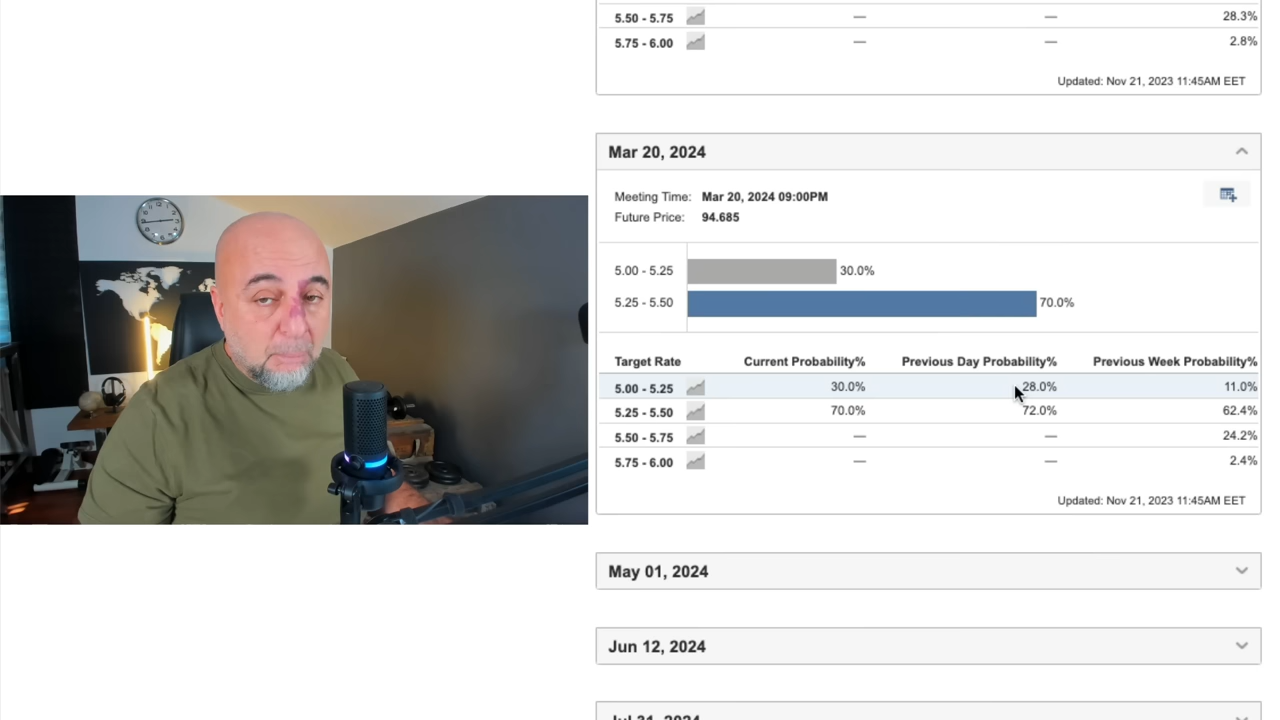 5.50 - 5.75 — — 28.3%
5.75 - 6.00 — — 2.8%
Updated: Nov 21, 2023 11:45AM EET
Mar 20, 2024
Meeting Time: Mar 20, 2024 09:00PM
Future Price: 94.685
5.00 - 5.25 30.0%
5.25 - 5.50 70.0%
Target Rate Current Probability% Previous Day Probability% Previous Week Probability%
5.00 - 5.25 30.0% 28.0% 11.0%
5.25 - 5.50 70.0% 72.0% 62.4%
5.50 - 5.75 — — 24.2%
5.75 - 6.00 — — 2.4%
Updated: Nov 21, 2023 11:45AM EET
May 01, 2024
Jun 12, 2024
Jul 31, 2024